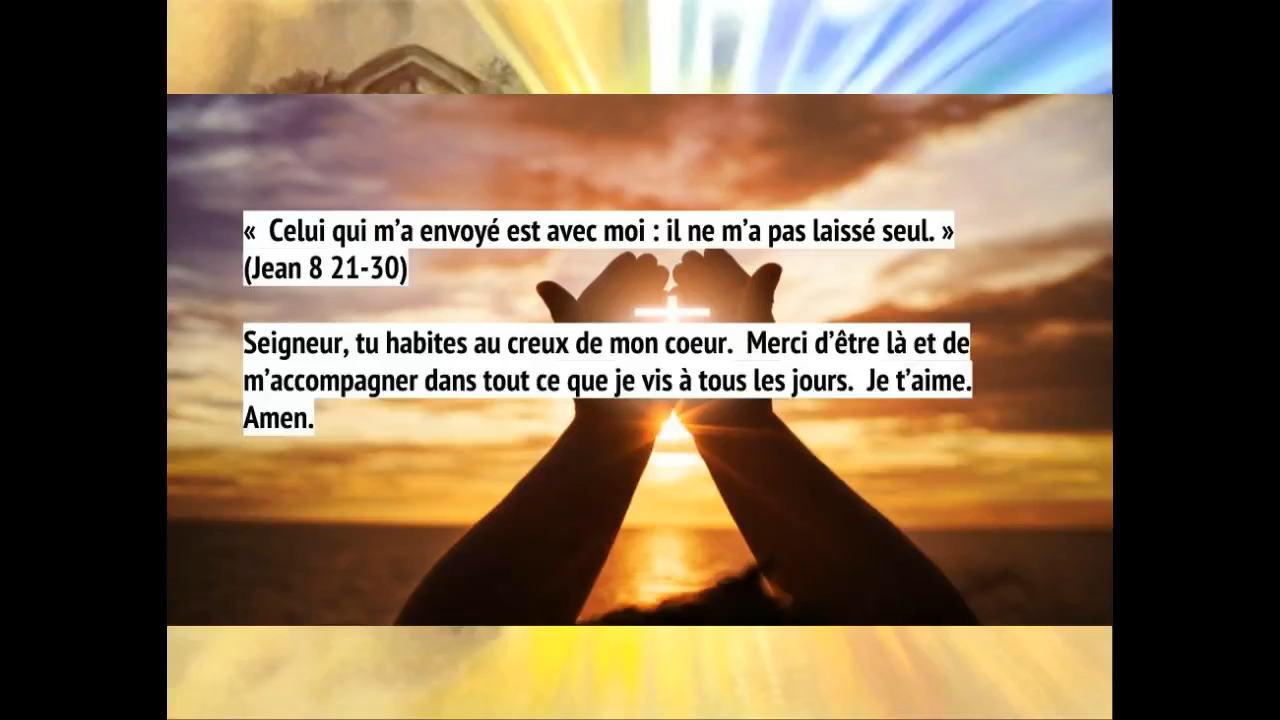 «  Celui qui m’a envoyé est avec moi : il ne m’a pas laissé seul. »
(Jean 8 21-30)
Seigneur, tu habites au creux de mon coeur.  Merci d’être là et de
m’accompagner dans tout ce que je vis à tous les jours.  Je t’aime.
Amen.